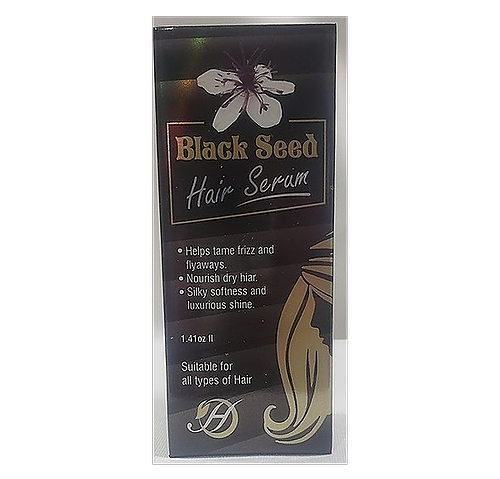 Black Seed
Hair Serum
• Helps tame frizz and
flyaways.
• Nourish dry hiar.
• Silky softness and
luxurious shine.
1.41oz ll
Suitable for
all types of Hair
H